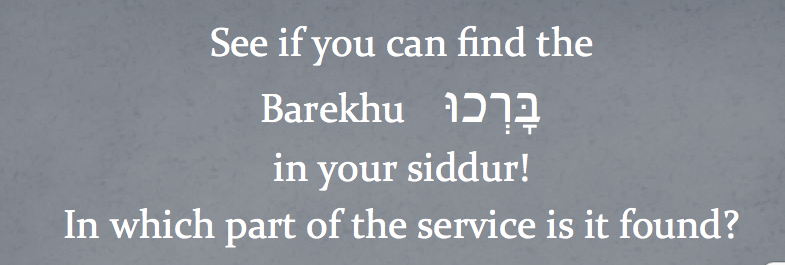 See if you can find the
Barekhu בָּרְכוּ
in your siddur!
In which part of the service is it found?